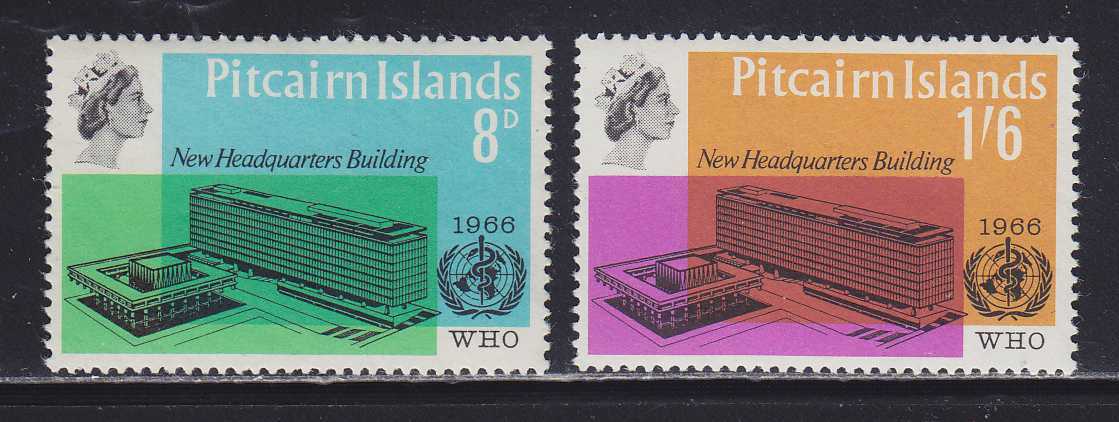 Pitcairn Islands
8D
New Headquarters Building
1966
WHO
Pitcairn Islands
1/6
New Headquarters Building
1966
WHO